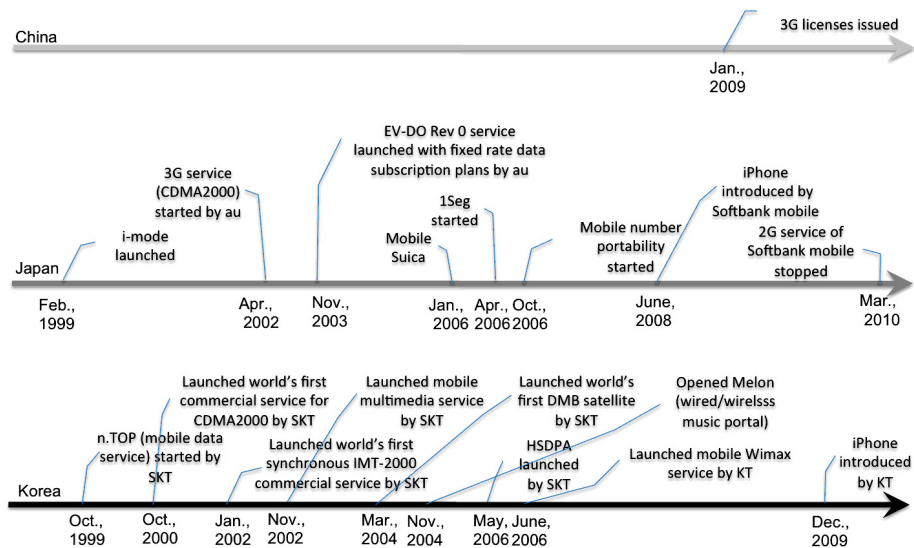 China
3G licenses issued
Jan.,
2009
EV-DO Rev 0 service
launched with fixed rate data
subscription plans by au
3G service
(CDMA2000)
started by au
i-mode
launched
1Seg
started
Mobile
Suica
Mobile number
portability
started
iPhone
introduced by
Softbank mobile
2G service of
Softbank mobile
stopped
Japan
Feb.,
1999
Apr.,
2002
Nov.,
2003
Jan.,
2006
Apr.,
2006
Oct.,
2006
June,
2008
Mar.,
2010
Launched world's first
commercial service for
CDMA2000 by SKT
Launched mobile
multimedia service
by SKT
Launched world's
first DMB satellite
by SKT
Opened Melon
(wired/wirelsss
music portal)
n.TOP (mobile data
service) started by
SKT
Launched world's first
synchronous IMT-2000
commercial service by SKT
HSDPA
launched
by SKT
Launched mobile Wimax
service by KT
iPhone
introduced
by KT
Korea
Oct.,
1999
Oct.,
2000
Jan.,
2002
Nov.,
2002
Mar.,
2004
Nov.,
2004
May,
2006
June,
2006
Dec.,
2009